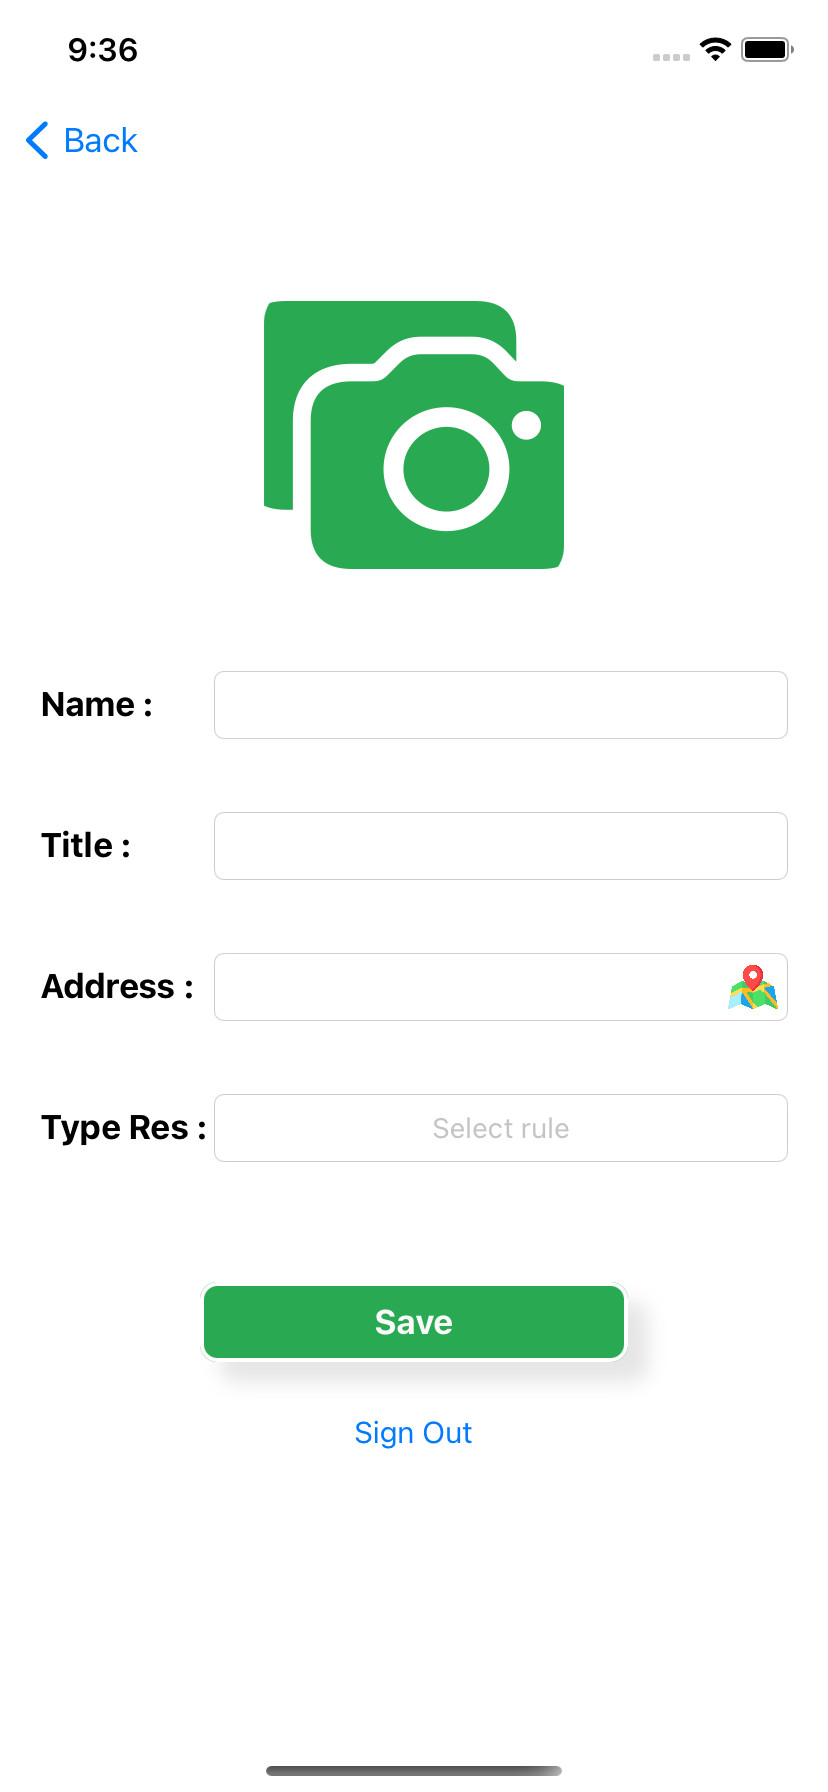 9:36
Back
Name :
Title :
Address :
Type Res :
Select rule
Save
Sign Out